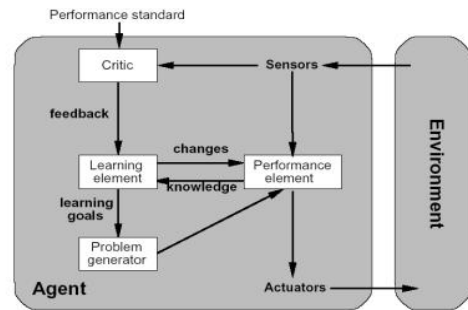 Performance standard
Critic
Sensors
feedback
changes
Learning
element
Performance
element
knowledge
learning
goals
Problem
generator
Agent
Actuators
Environment